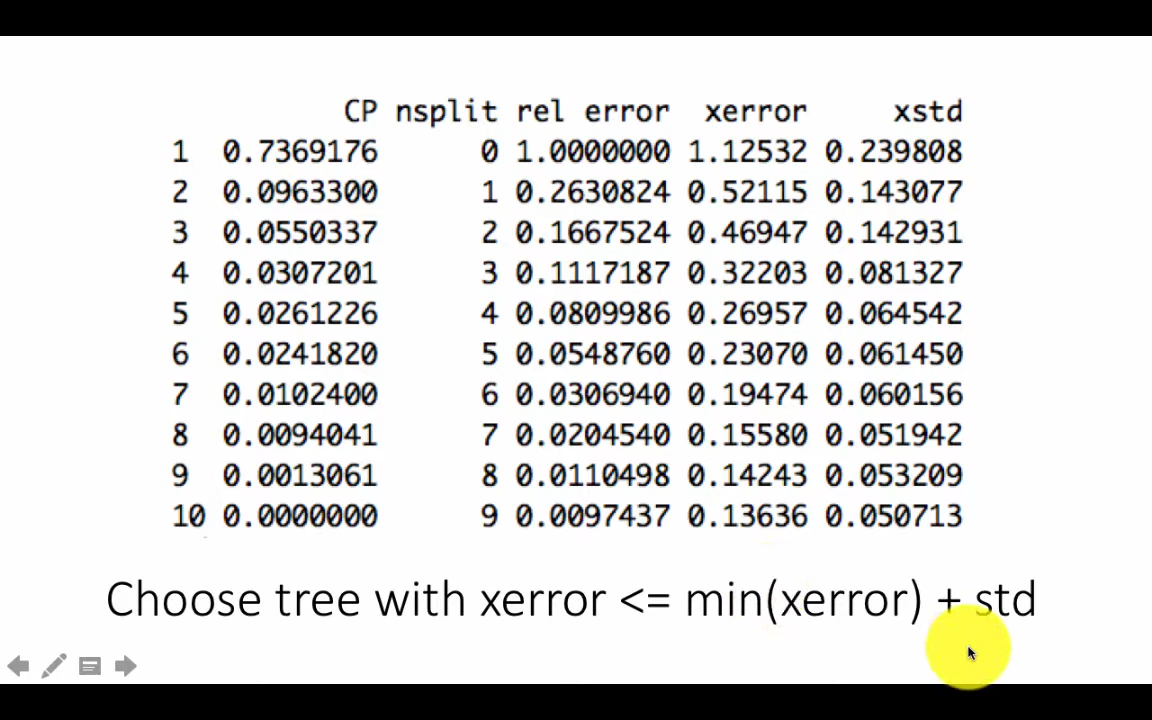 CP nsplit rel error xerror xstd
1 0.7369176 0 1.0000000 1.12532 0.239808
2 0.0963300 1 0.2630824 0.52115 0.143077
3 0.0550337 2 0.1667524 0.46947 0.142931
4 0.0307201 3 0.1117187 0.32203 0.081327
5 0.0261226 4 0.0809986 0.26957 0.064542
6 0.0241820 5 0.0548760 0.23070 0.061450
7 0.0102400 6 0.0306940 0.19474 0.060156
8 0.0094041 7 0.0204540 0.15580 0.051942
9 0.0013061 8 0.0110498 0.14243 0.053209
10 0.0000000 9 0.0097437 0.13636 0.050713
Choose tree with xerror <= min(xerror) + std